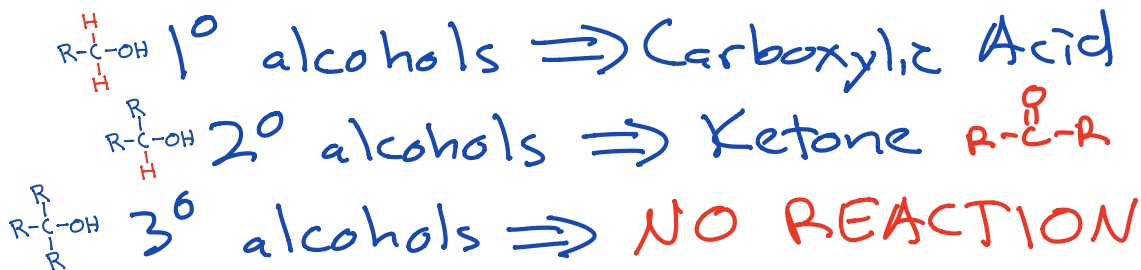 R-C-OH H H 1° alcohols ⇒ Carboxylic Acid
R-C-OH R H 2° alcohols ⇒ Ketone R-C-R O
R-C-OH R R 3° alcohols ⇒ NO REACTION